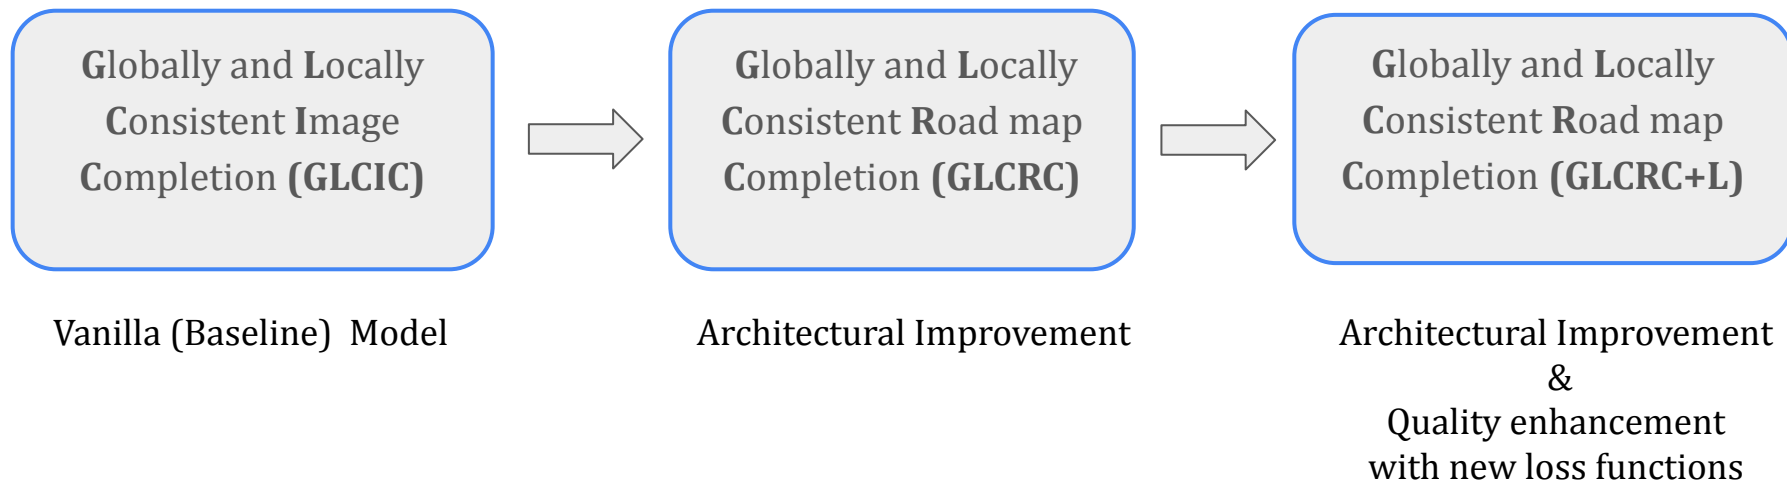 Globally and Locally
Consistent Image
Completion (GLCIC)
Globally and Locally
Consistent Road map
Completion (GLCRC)
Globally and Locally
Consistent Road map
Completion (GLCRC+L)
Vanilla (Baseline) Model
Architectural Improvement
Architectural Improvement
&
Quality enhancement
with new loss functions